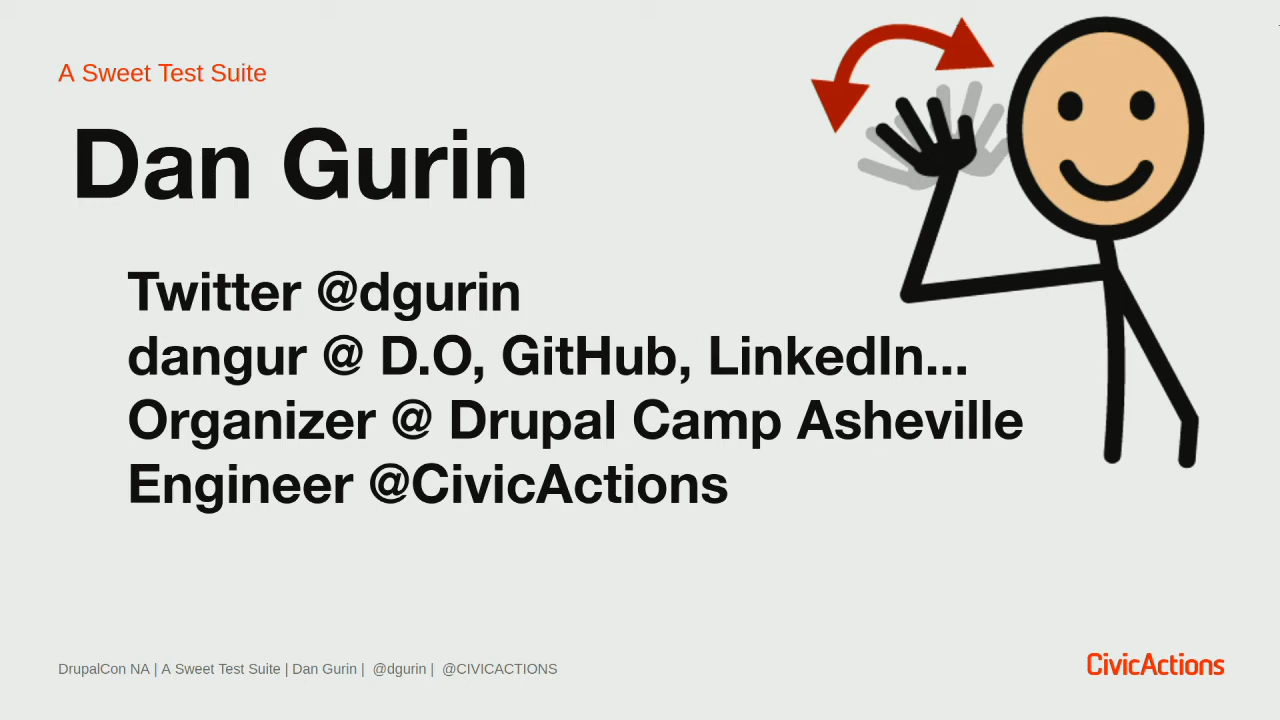 A Sweet Test Suite
Dan Gurin
Twitter @dgurin
dangur @ D.O, GitHub, LinkedIn...
Organizer @ Drupal Camp Asheville
Engineer @CivicActions
DrupalCon NA | A Sweet Test Suite | Dan Gurin | @dgurin | @CIVICACTIONS
CivicActions